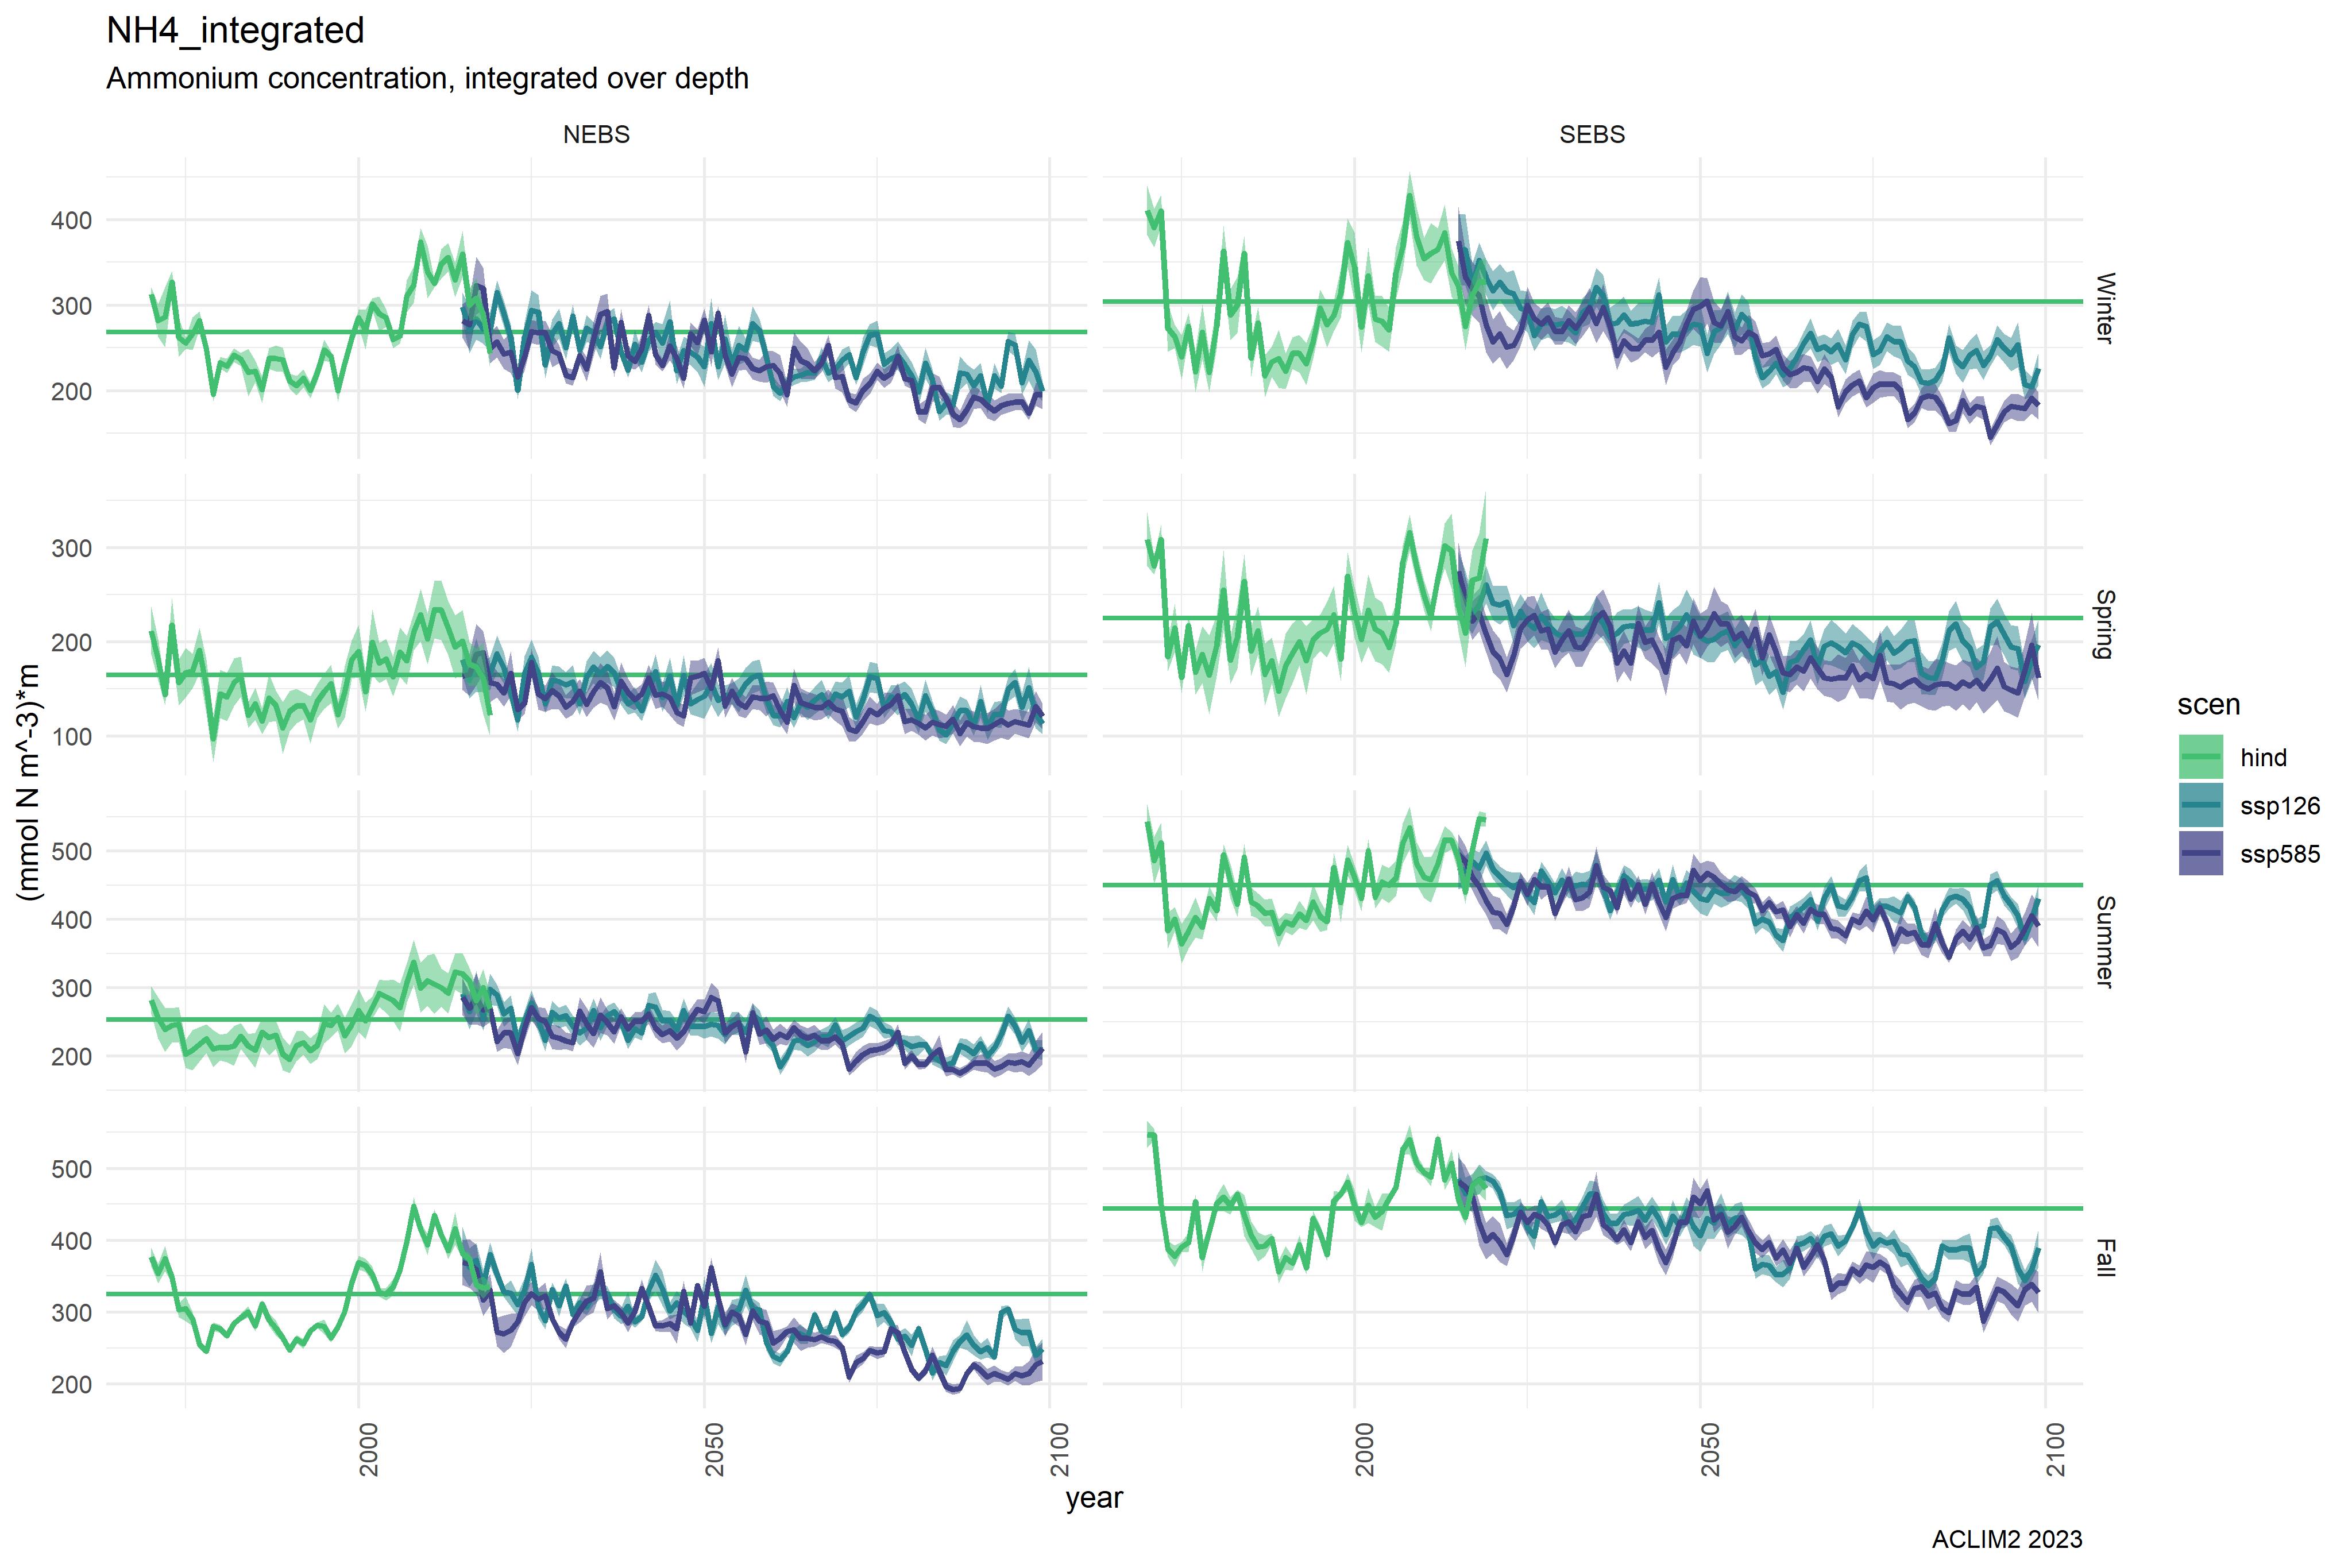 NH4_integrated
Ammonium concentration, integrated over depth
NEBS
SEBS
400
300
200
Winter
300
200
100
Spring
500
400
300
200
Summer
500
400
300
200
Fall
(mmol N m^-3)*m
2000
2050
2100
2000
2050
2100
year
scen
hind
ssp126
ssp585
ACLIM2 2023